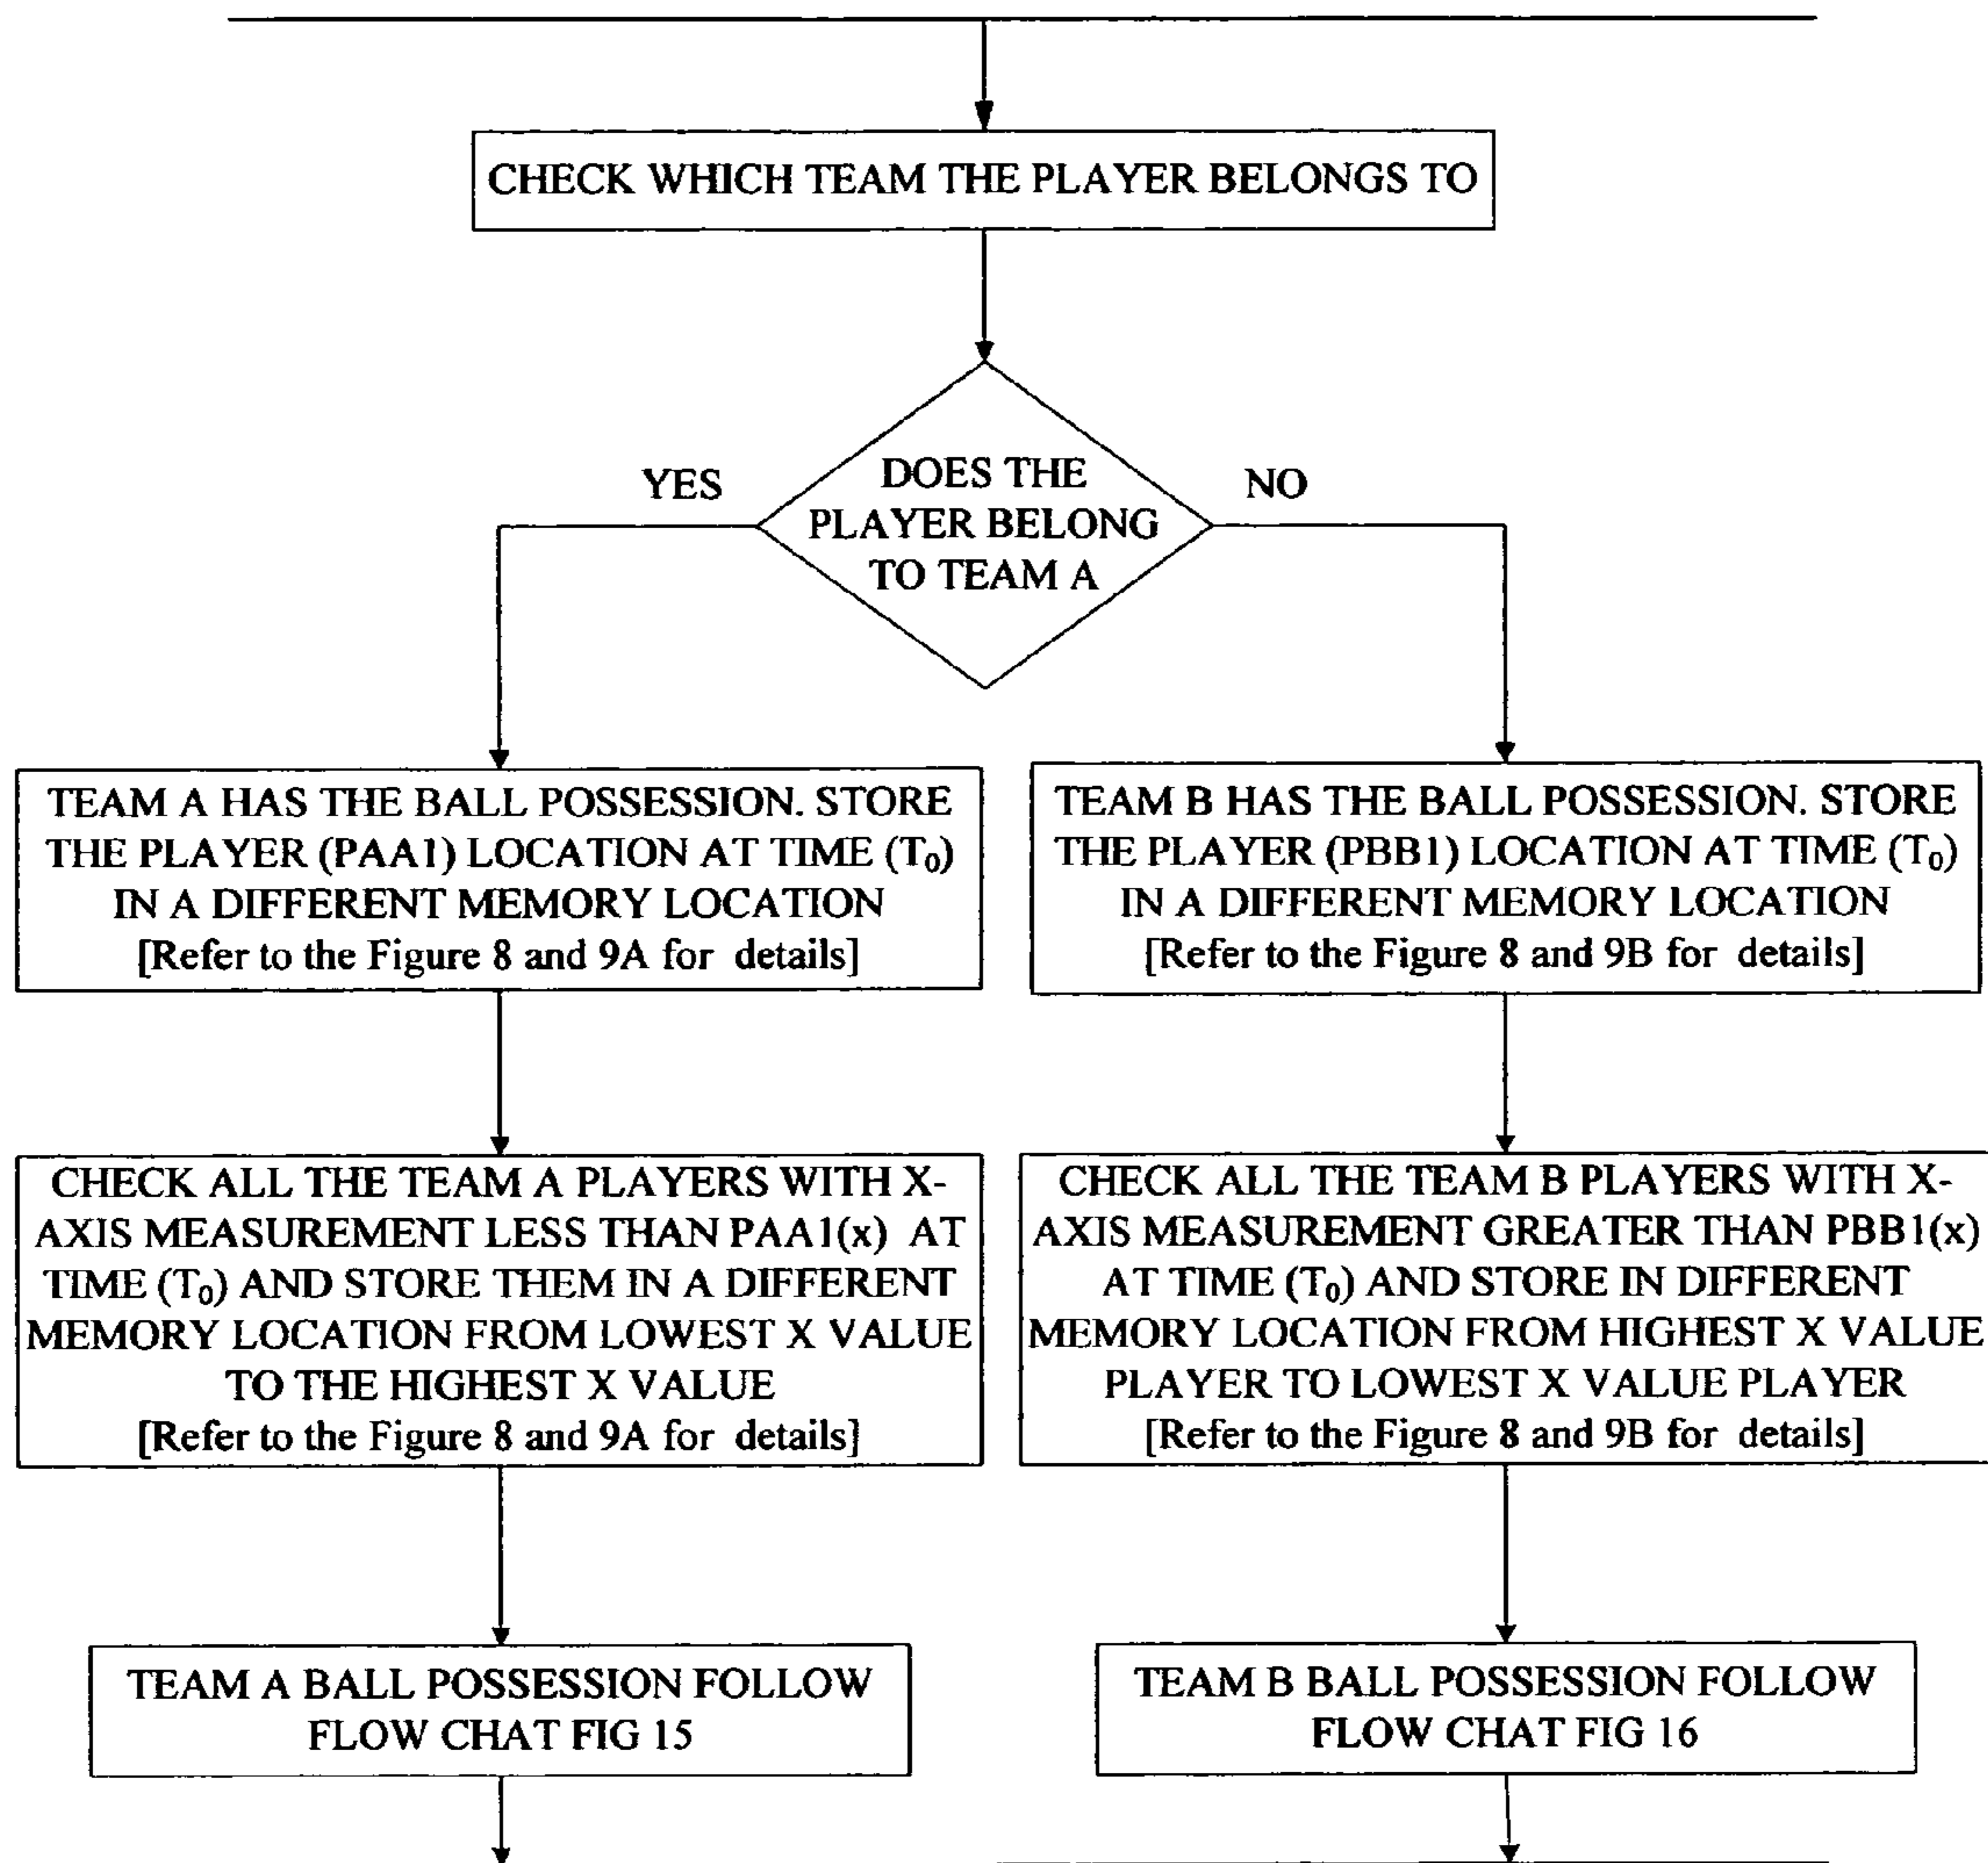 CHECK WHICH TEAM THE PLAYER BELONGS TO
DOES THE
PLAYER BELONG
TO TEAM A
YES
NO
TEAM A HAS THE BALL POSSESSION. STORE
THE PLAYER (PAA1) LOCATION AT TIME (T₀)
IN A DIFFERENT MEMORY LOCATION
[Refer to the Figure 8 and 9A for details]
TEAM B HAS THE BALL POSSESSION. STORE
THE PLAYER (PBB1) LOCATION AT TIME (T₀)
IN A DIFFERENT MEMORY LOCATION
[Refer to the Figure 8 and 9B for details]
CHECK ALL THE TEAM A PLAYERS WITH X-
AXIS MEASUREMENT LESS THAN PAA1(x) AT
TIME (T₀) AND STORE THEM IN A DIFFERENT
MEMORY LOCATION FROM LOWEST X VALUE
TO THE HIGHEST X VALUE
[Refer to the Figure 8 and 9A for details]
CHECK ALL THE TEAM B PLAYERS WITH X-
AXIS MEASUREMENT GREATER THAN PBB1(x)
AT TIME (T₀) AND STORE IN DIFFERENT
MEMORY LOCATION FROM HIGHEST X VALUE
PLAYER TO LOWEST X VALUE PLAYER
[Refer to the Figure 8 and 9B for details]
TEAM A BALL POSSESSION FOLLOW
FLOW CHAT FIG 15
TEAM B BALL POSSESSION FOLLOW
FLOW CHAT FIG 16